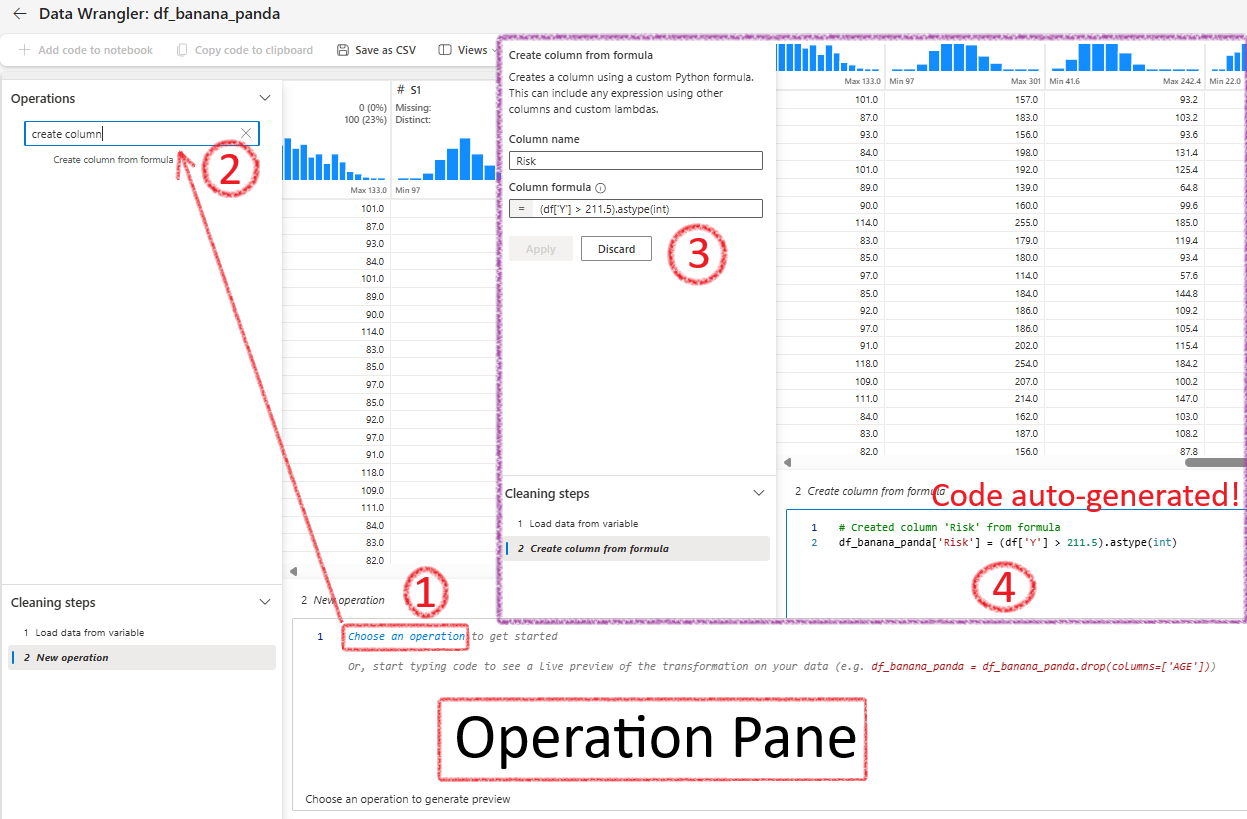 Data Wrangler: df_banana_panda
Add code to notebook
Copy code to clipboard
Save as CSV
Views
Operations
create column
Create column from formula
2
# S1
0 (0%)
100 (23%)
Missing:
Distinct:
Max 133.0
Min 97
101.0
87.0
93.0
84.0
101.0
89.0
90.0
114.0
83.0
85.0
97.0
85.0
92.0
97.0
91.0
118.0
109.0
111.0
84.0
83.0
82.0
Cleaning steps
1 Load data from variable
2 New operation
2 New operation
1
1 Choose an operation to get started
Or, start typing code to see a live preview of the transformation on your data (e.g. df_banana_panda = df_banana_panda.drop(columns=['AGE']))
Operation Pane
Choose an operation to generate preview
Create column from formula
Creates a column using a custom Python formula.
This can include any expression using other
columns and custom lambdas.
Column name
Risk
Column formula
= (df['Y'] > 211.5).astype(int)
Apply
Discard
3
Max 133.0 Min 97 Max 301 Min 41.6 Max 242.4 Min 22.0
101.0 157.0 93.2
87.0 183.0 103.2
93.0 156.0 93.6
84.0 198.0 131.4
101.0 192.0 125.4
89.0 139.0 64.8
90.0 160.0 99.6
114.0 255.0 185.0
83.0 179.0 119.4
85.0 180.0 93.4
97.0 114.0 57.6
85.0 184.0 144.8
92.0 186.0 109.2
97.0 186.0 105.4
91.0 202.0 115.4
118.0 254.0 184.2
109.0 207.0 100.2
111.0 214.0 147.0
84.0 162.0 103.0
83.0 187.0 108.2
82.0 156.0 87.8
Cleaning steps
1 Load data from variable
2 Create column from formula
2 Create column from formula
Code auto-generated!
1 # Created column 'Risk' from formula
2 df_banana_panda['Risk'] = (df['Y'] > 211.5).astype(int)
4